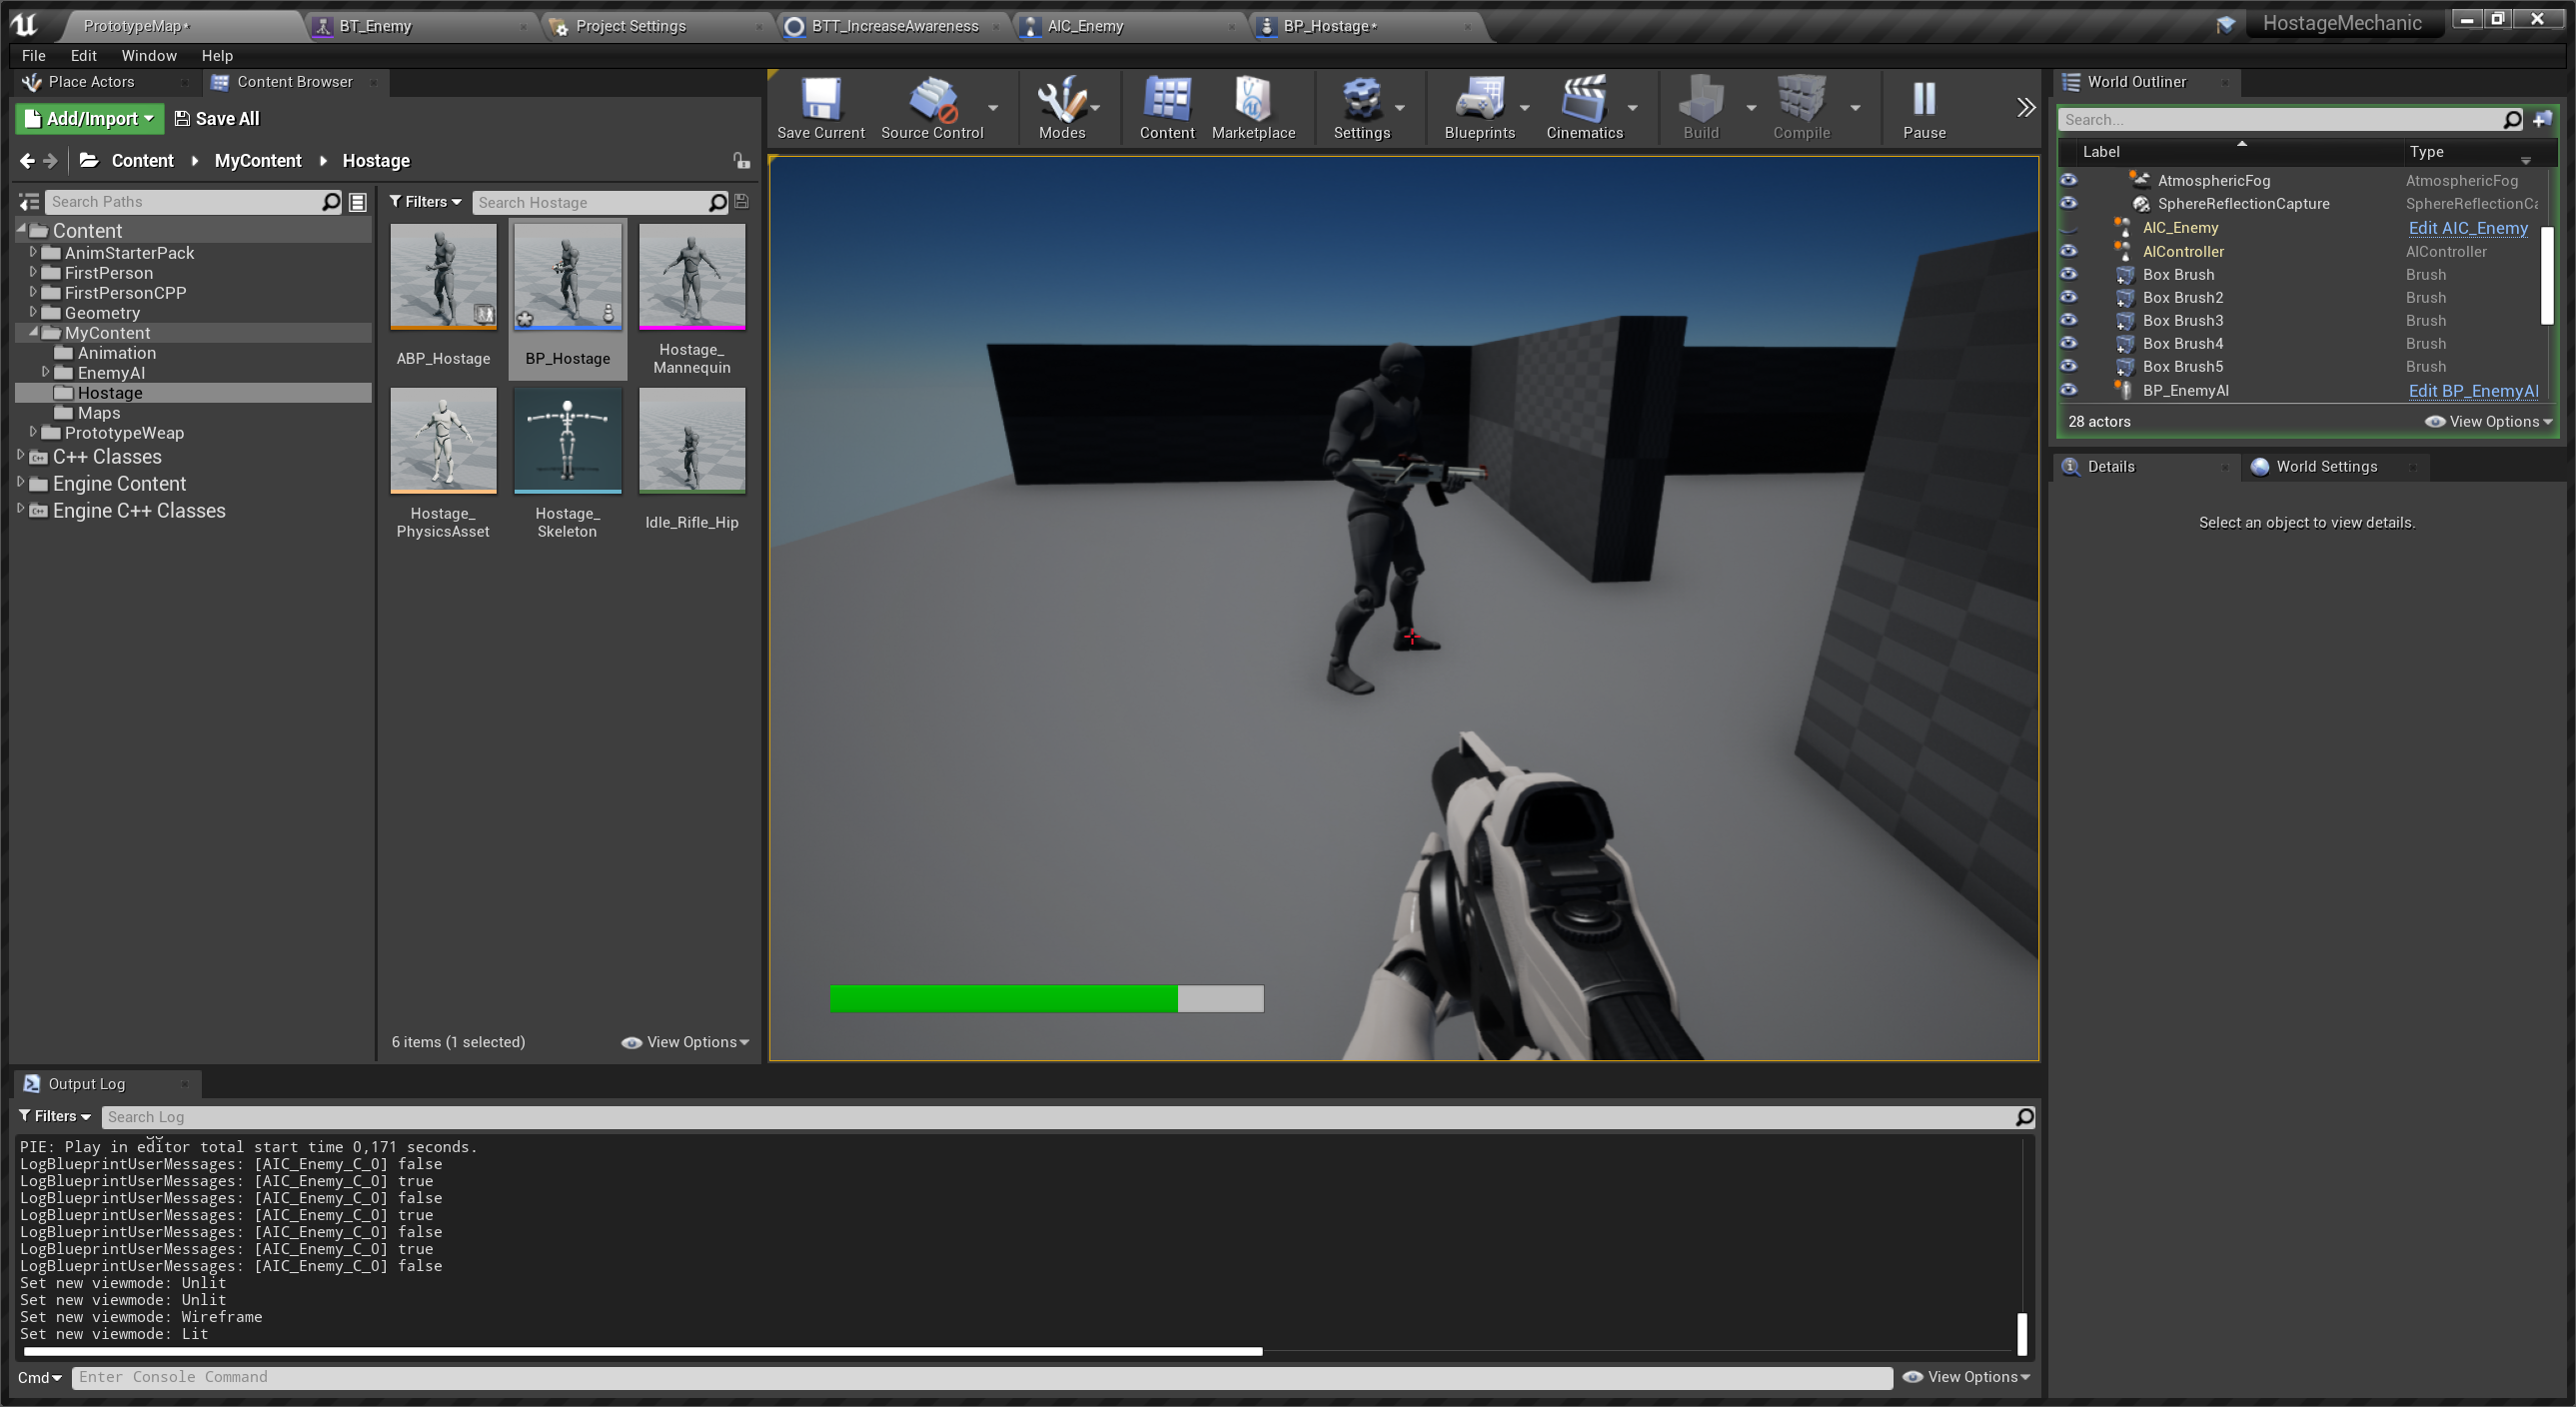 PrototypeMap*
BT_Enemy
Project Settings
BTT_IncreaseAwareness
AIC_Enemy
BP_Hostage*
HostageMechanic
File Edit Window Help
Place Actors
Content Browser
Add/Import
Save All
Content MyContent Hostage
Search Paths
Content
AnimStarterPack
FirstPerson
FirstPersonCPP
Geometry
MyContent
Animation
EnemyAI
Hostage
Maps
PrototypeWeap
C++ Classes
Engine Content
Engine C++ Classes
Filters
Search Hostage
ABP_Hostage
BP_Hostage
Hostage_
Mannequin
Hostage_
PhysicsAsset
Hostage_
Skeleton
Idle_Rifle_Hip
6 items (1 selected)
View Options
Save Current
Source Control
Modes
Content
Marketplace
Settings
Blueprints
Cinematics
Build
Compile
Pause
World Outliner
Search...
Label Type
AtmosphericFog AtmosphericFog
SphereReflectionCapture SphereReflectionCa
AIC_Enemy Edit AIC_Enemy
AIController AIController
Box Brush Brush
Box Brush2 Brush
Box Brush3 Brush
Box Brush4 Brush
Box Brush5 Brush
BP_EnemyAI Edit BP_EnemyAI
28 actors
View Options
Details
World Settings
Select an object to view details.
Output Log
Filters
Search Log
PIE: Play in editor total start time 0,171 seconds.
LogBlueprintUserMessages: [AIC_Enemy_C_0] false
LogBlueprintUserMessages: [AIC_Enemy_C_0] true
LogBlueprintUserMessages: [AIC_Enemy_C_0] false
LogBlueprintUserMessages: [AIC_Enemy_C_0] true
LogBlueprintUserMessages: [AIC_Enemy_C_0] false
LogBlueprintUserMessages: [AIC_Enemy_C_0] true
LogBlueprintUserMessages: [AIC_Enemy_C_0] false
Set new viewmode: Unlit
Set new viewmode: Unlit
Set new viewmode: Wireframe
Set new viewmode: Lit
Cmd
Enter Console Command
View Options